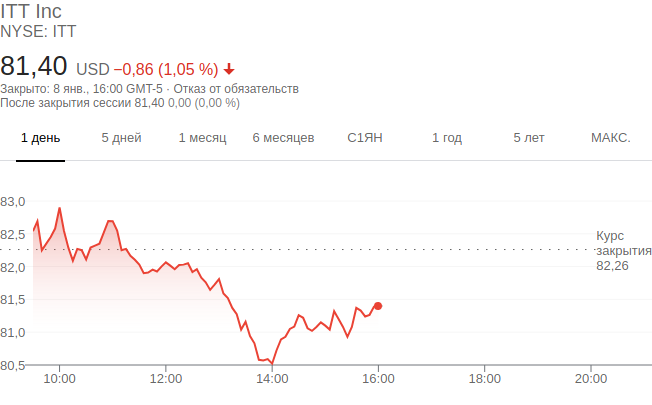 ITT Inc
NYSE: ITT
81,40 USD −0,86 (1,05 %)
Закрыто: 8 янв., 16:00 GMT-5 · Отказ от обязательств
После закрытия сессии 81,40 0,00 (0,00 %)
1 день 5 дней 1 месяц 6 месяцев С1ЯН 1 год 5 лет МАКС.
83,0
82,5
82,0
81,5
81,0
80,5
Курс
закрытия
82,26
10:00 12:00 14:00 16:00 18:00 20:00